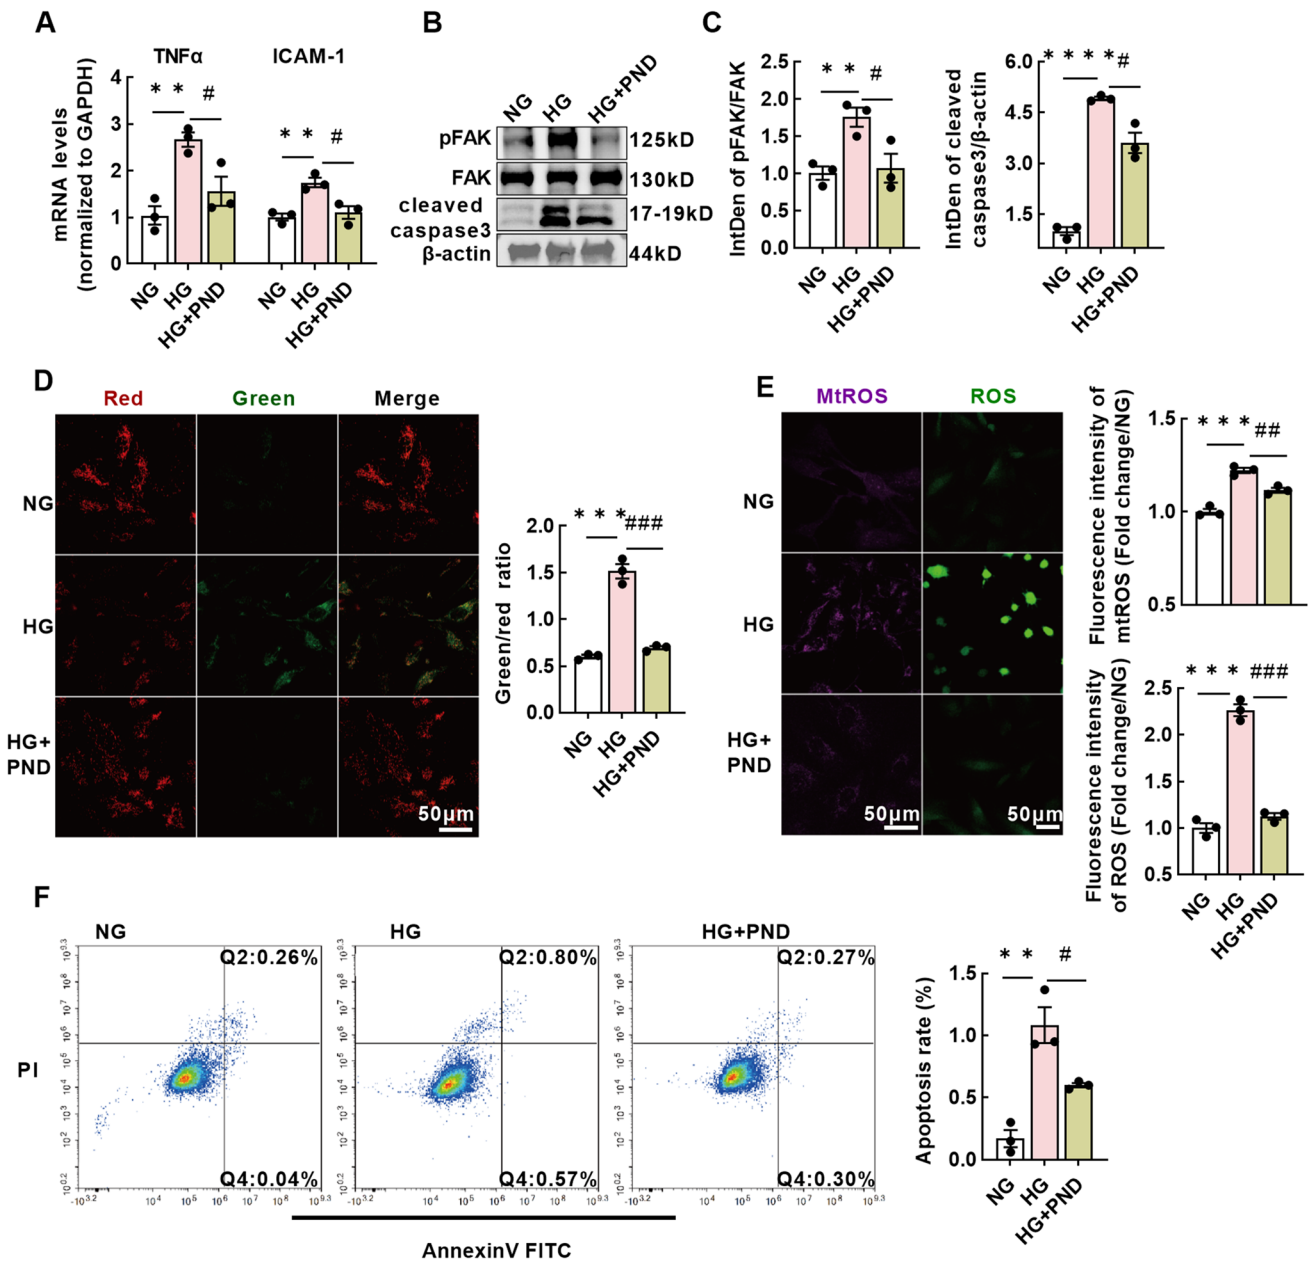 A
TNFα ICAM-1
mRNA levels
(normalized to GAPDH)
4
3
2
1
0
* * # * * #
NG HG HG+PND NG HG HG+PND
B
NG HG HG+PND
pFAK 125kD
FAK 130kD
cleaved
caspase3 17-19kD
β-actin 44kD
C
IntDen of pFAK/FAK
2.5
2.0
1.5
1.0
0.5
0.0
* * #
NG HG HG+PND
IntDen of cleaved
caspase3/β-actin
6.0
4.5
3.0
1.5
* * * * #
NG HG HG+PND
D
Red Green Merge
NG
HG
HG+
PND
50μm
Green/red ratio
2.0
1.5
1.0
0.5
0.0
* * * ###
NG HG HG+PND
E
MtROS ROS
NG
HG
HG+
PND
50μm 50μm
Fluorescence intensity of
mtROS (Fold change/NG)
1.5
1.0
0.5
* * * ##
Fluorescence intensity
of ROS (Fold change/NG)
2.5
2.0
1.5
1.0
0.5
* * * ###
NG HG HG+PND
F
NG HG HG+PND
PI
Q2:0.26% Q2:0.80% Q2:0.27%
Q4:0.04% Q4:0.57% Q4:0.30%
AnnexinV FITC
Apoptosis rate (%)
1.5
1.0
0.5
0.0
* * #
NG HG HG+PND